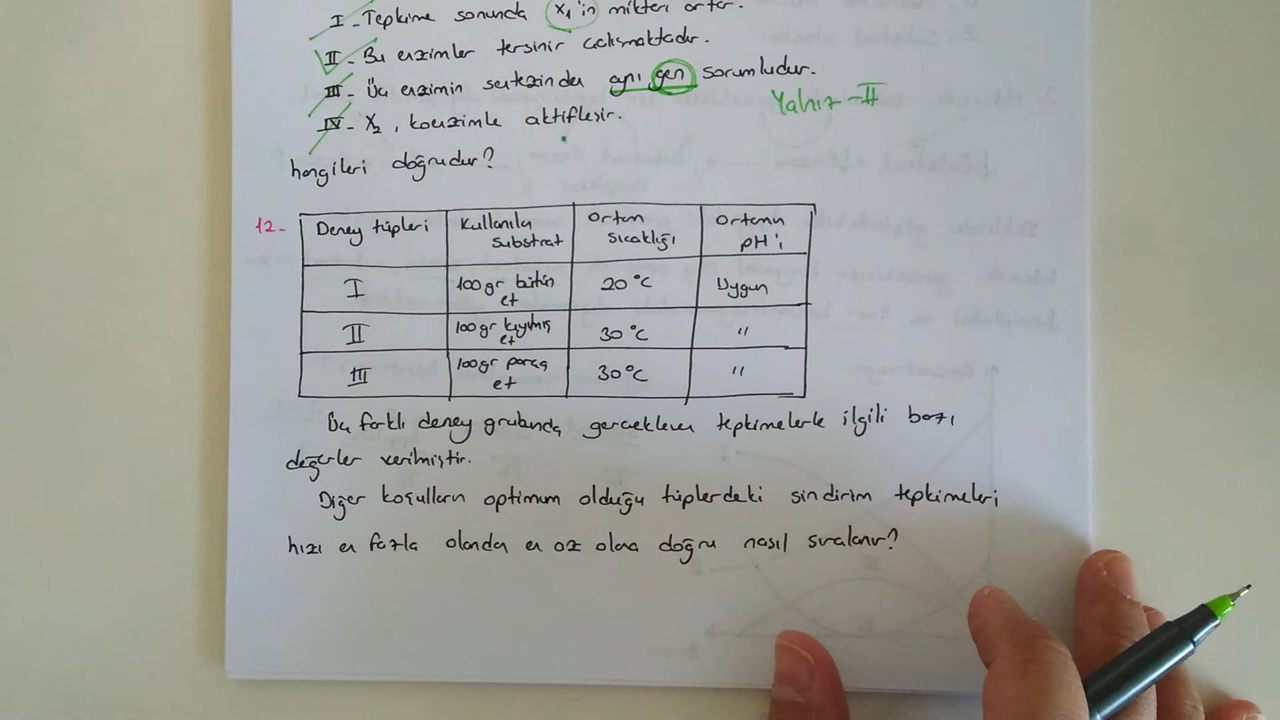 I - Tepkime sonunda X₁'in miktarı artar.
II - Bu enzimler tersinir çalışmaktadır.
III - Üç enzimin sentezinden aynı gen sorumludur.
Yalnız - II
IV - X₂, koenzimle aktifleşir.
hangileri doğrudur?
12-
Deney tüpleri | Kullanılan Substrat | Ortam Sıcaklığı | Ortamın pH'ı
I | 100 gr bütün et | 20 °C | Uygun
II | 100 gr kıyılmış et | 30 °C | "
III | 100 gr parça et | 30 °C | "
Üç farklı deney grubunda gerçekleşen tepkimelerle ilgili bazı
değerler verilmiştir.
Diğer koşulların optimum olduğu tüplerdeki sindirim tepkimeleri
hızı en fazla olandan en az olana doğru nasıl sıralanır?